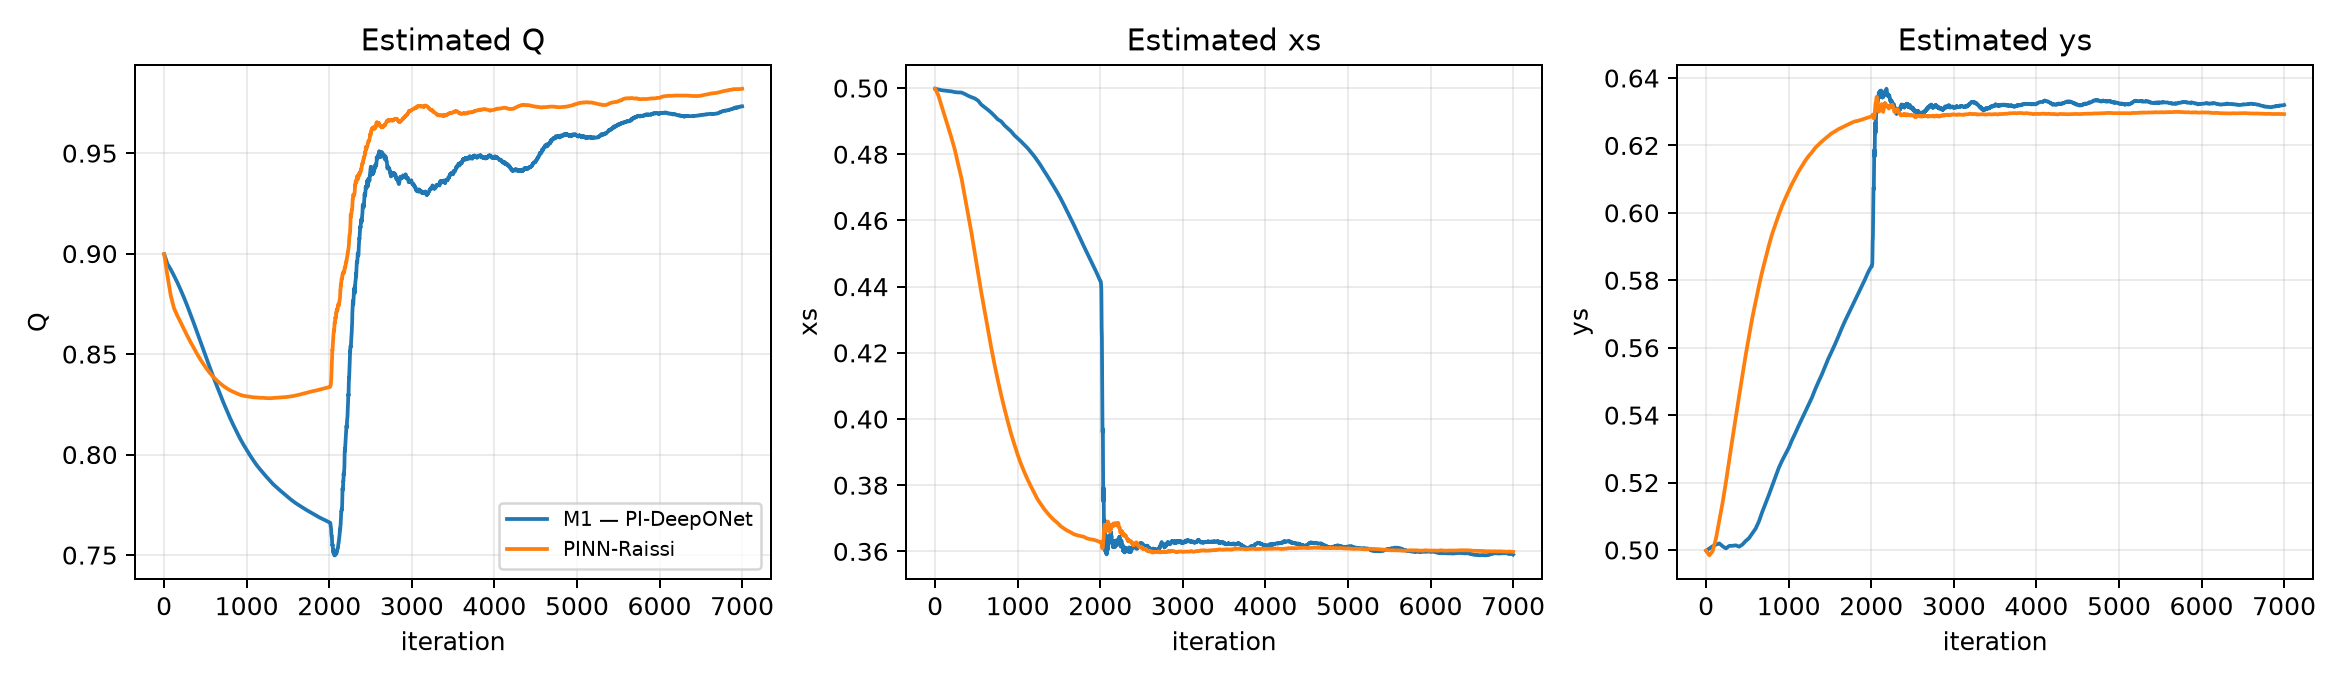 Estimated Q
Q
0.95
0.90
0.85
0.80
0.75
0 1000 2000 3000 4000 5000 6000 7000
iteration
M1 — PI-DeepONet
PINN-Raissi
Estimated xs
xs
0.50
0.48
0.46
0.44
0.42
0.40
0.38
0.36
0 1000 2000 3000 4000 5000 6000 7000
iteration
Estimated ys
ys
0.64
0.62
0.60
0.58
0.56
0.54
0.52
0.50
0 1000 2000 3000 4000 5000 6000 7000
iteration